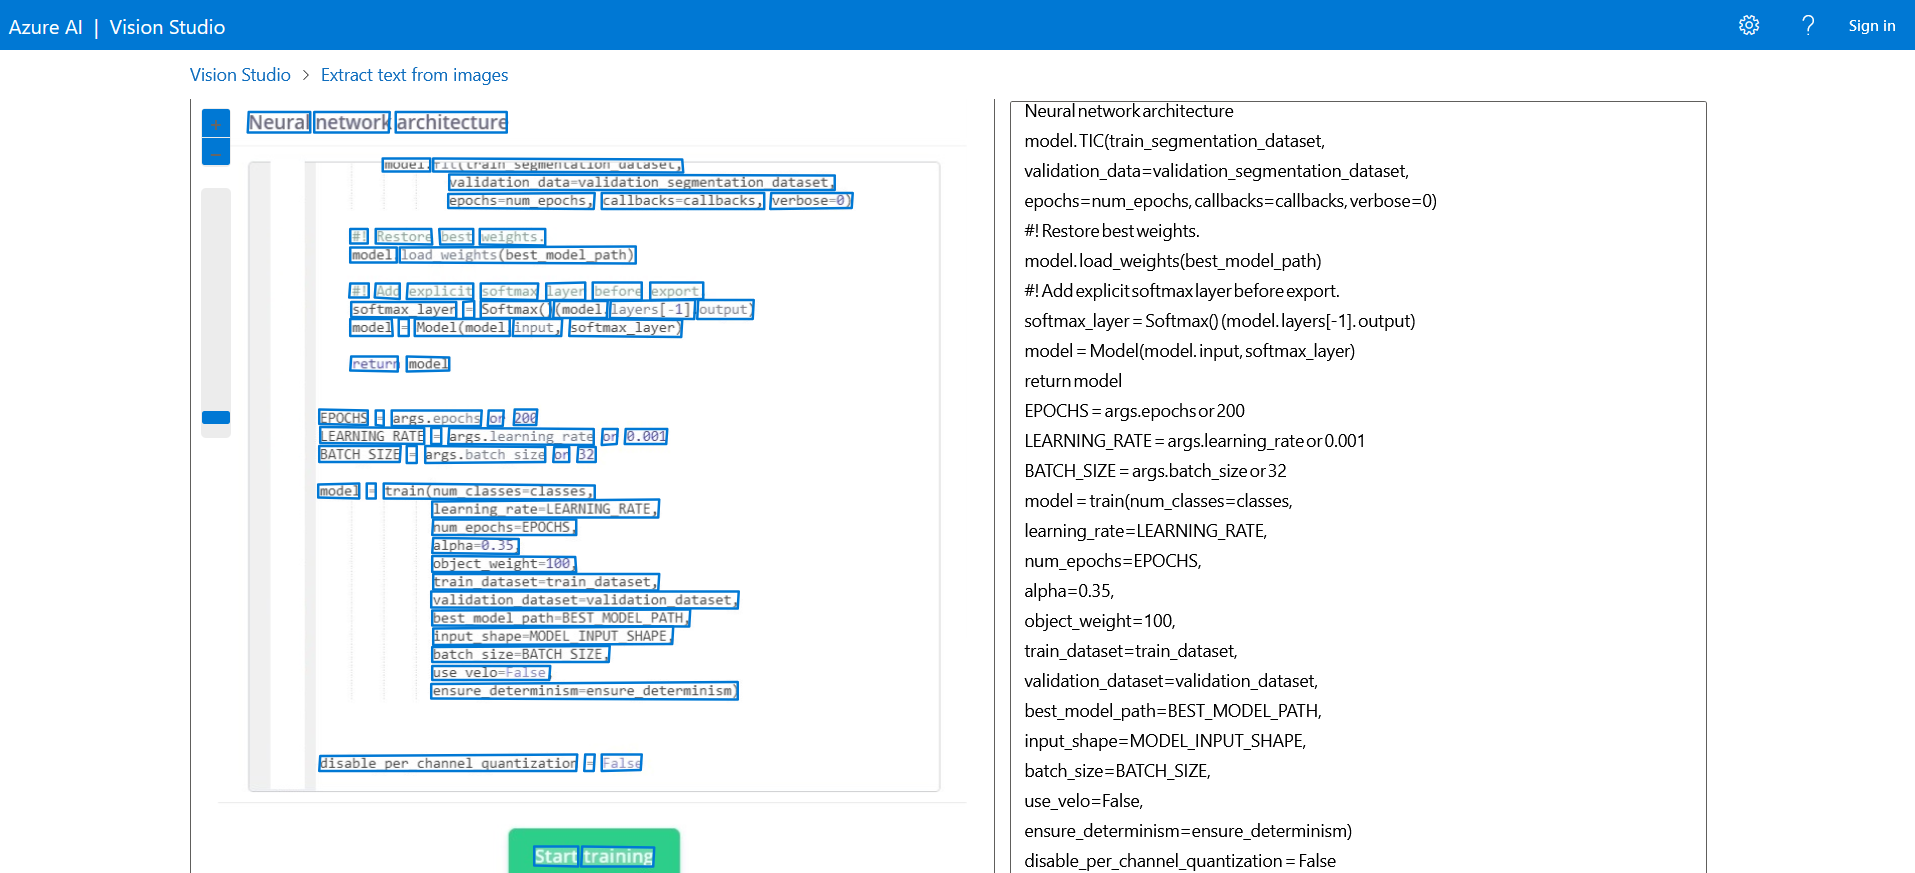 Azure AI | Vision Studio
Sign in
Vision Studio > Extract text from images
+
-
Neural network architecture
model.fit(train_segmentation_dataset,
validation_data=validation_segmentation_dataset,
epochs=num_epochs, callbacks=callbacks, verbose=0)
#! Restore best weights.
model.load_weights(best_model_path)
#! Add explicit softmax layer before export.
softmax_layer = Softmax()(model.layers[-1].output)
model = Model(model.input, softmax_layer)
return model
EPOCHS = args.epochs or 200
LEARNING_RATE = args.learning_rate or 0.001
BATCH_SIZE = args.batch_size or 32
model = train(num_classes=classes,
learning_rate=LEARNING_RATE,
num_epochs=EPOCHS,
alpha=0.35,
object_weight=100,
train_dataset=train_dataset,
validation_dataset=validation_dataset,
best_model_path=BEST_MODEL_PATH,
input_shape=MODEL_INPUT_SHAPE,
batch_size=BATCH_SIZE,
use_velo=False,
ensure_determinism=ensure_determinism)
disable_per_channel_quantization = False
Start training
Neural network architecture
model. TIC(train_segmentation_dataset,
validation_data=validation_segmentation_dataset,
epochs=num_epochs, callbacks=callbacks, verbose=0)
#! Restore best weights.
model. load_weights(best_model_path)
#! Add explicit softmax layer before export.
softmax_layer = Softmax() (model. layers[-1]. output)
model = Model(model. input, softmax_layer)
return model
EPOCHS = args.epochs or 200
LEARNING_RATE = args.learning_rate or 0.001
BATCH_SIZE = args.batch_size or 32
model = train(num_classes=classes,
learning_rate=LEARNING_RATE,
num_epochs=EPOCHS,
alpha=0.35,
object_weight=100,
train_dataset=train_dataset,
validation_dataset=validation_dataset,
best_model_path=BEST_MODEL_PATH,
input_shape=MODEL_INPUT_SHAPE,
batch_size=BATCH_SIZE,
use_velo=False,
ensure_determinism=ensure_determinism)
disable_per_channel_quantization = False